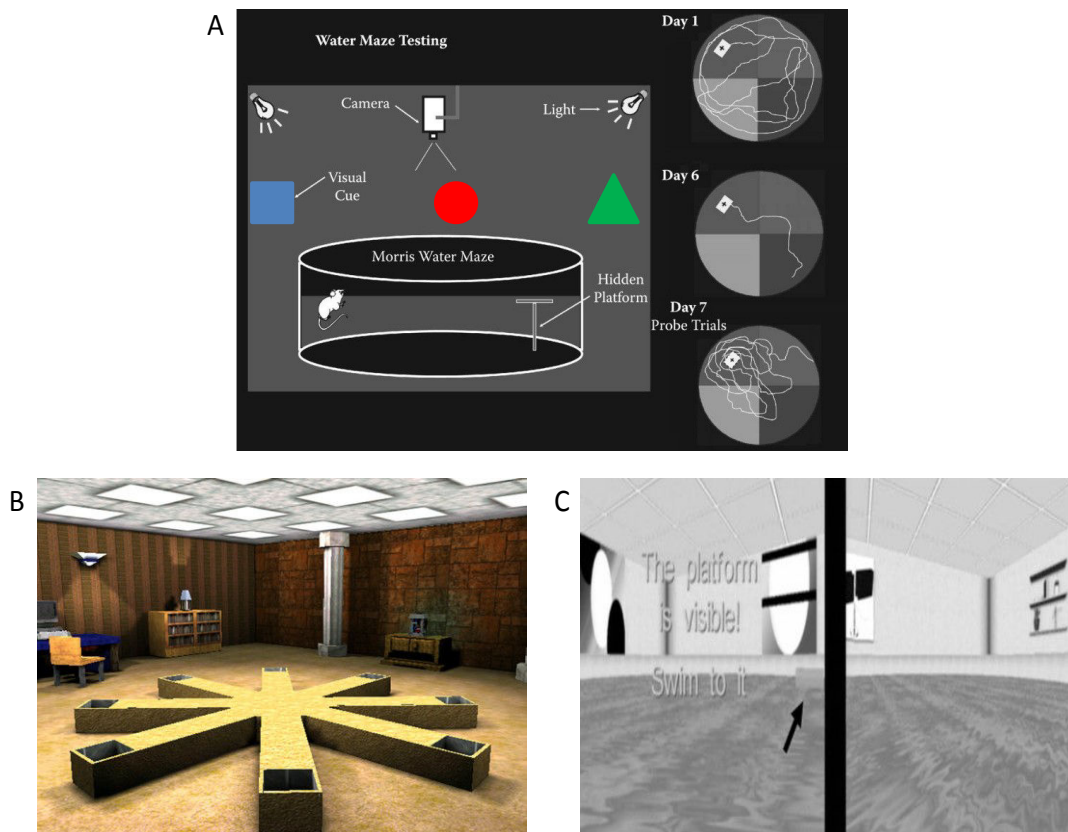 A
Water Maze Testing
Camera
Light
Visual
Cue
Morris Water Maze
Hidden
Platform
Day 1
Day 6
Day 7
Probe Trials
B
C
The platform
is visible!
Swim to it